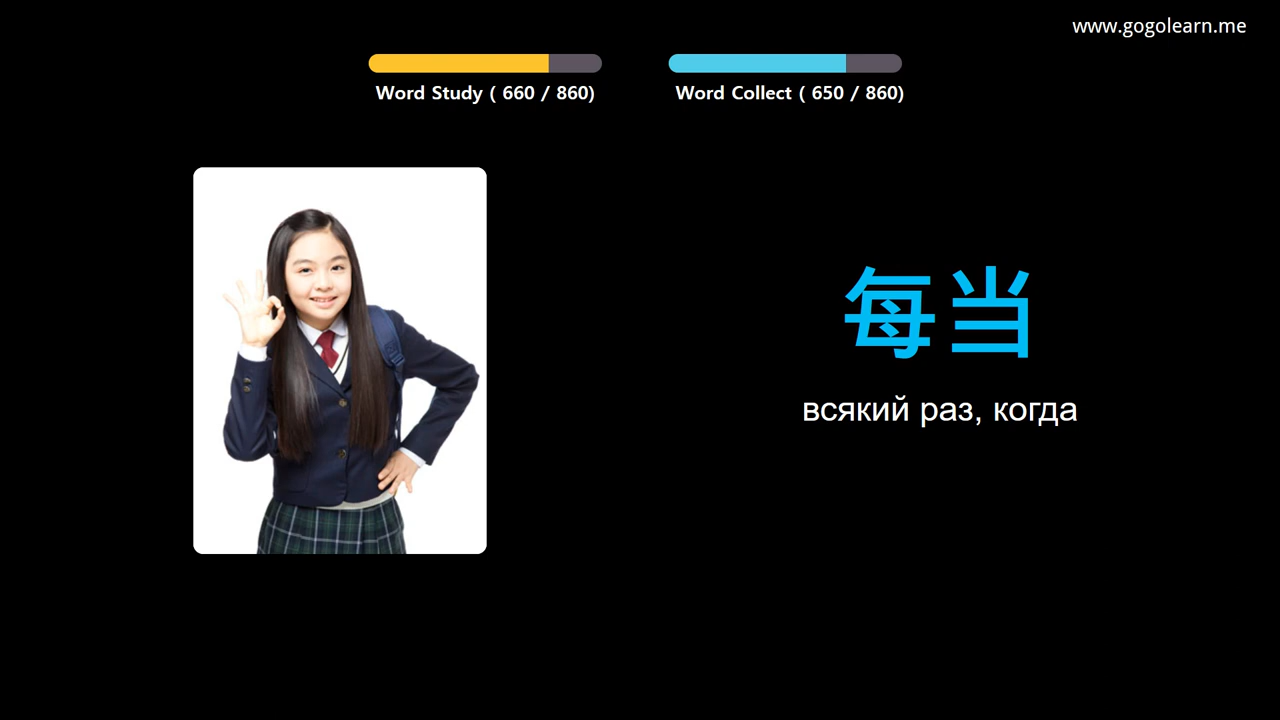 www.gogolearn.me
Word Study ( 660 / 860)
Word Collect ( 650 / 860)
每当
всякий раз, когда